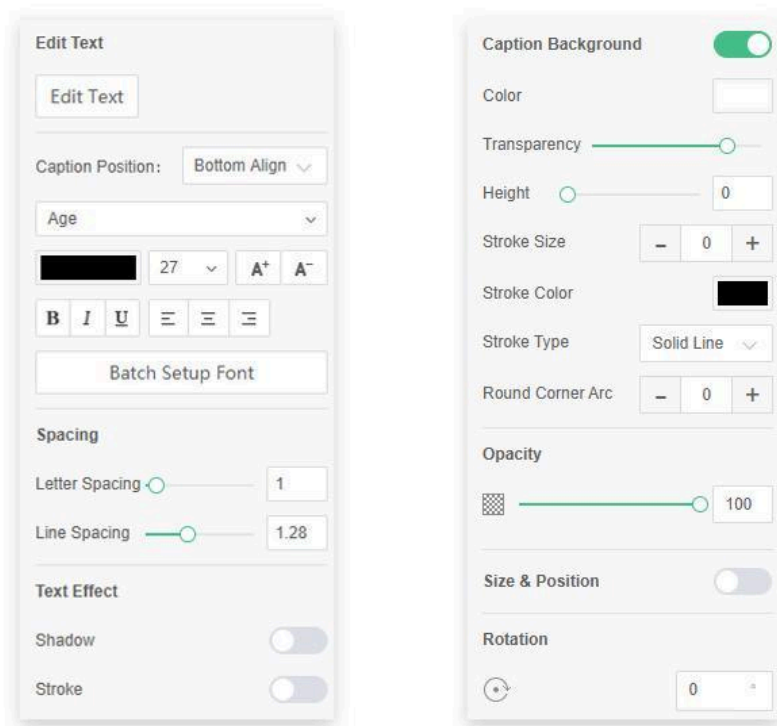 Edit Text
Edit Text
Caption Position:
Bottom Align
Age
27
A+
A-
B I U
Batch Setup Font
Spacing
Letter Spacing
1
Line Spacing
1.28
Text Effect
Shadow
Stroke
Caption Background
Color
Transparency
Height
0
Stroke Size
- 0 +
Stroke Color
Stroke Type
Solid Line
Round Corner Arc
- 0 +
Opacity
100
Size & Position
Rotation
0 °